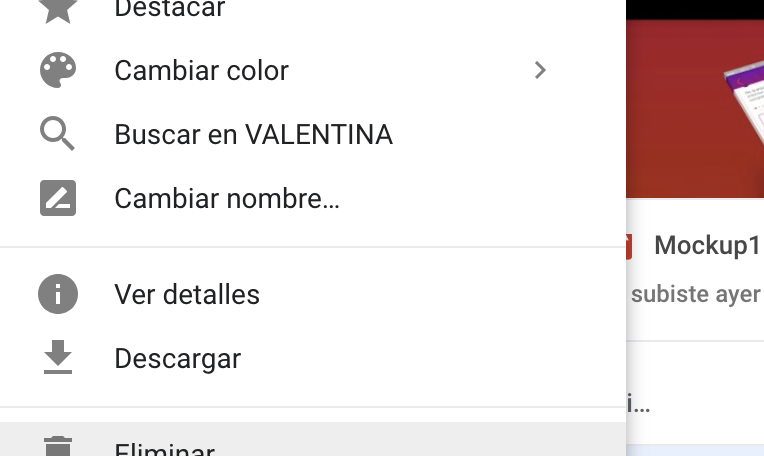 Destacar
Cambiar color
Buscar en VALENTINA
Cambiar nombre…
Mockup1
Ver detalles
subiste ayer
Descargar
i…
Eliminar